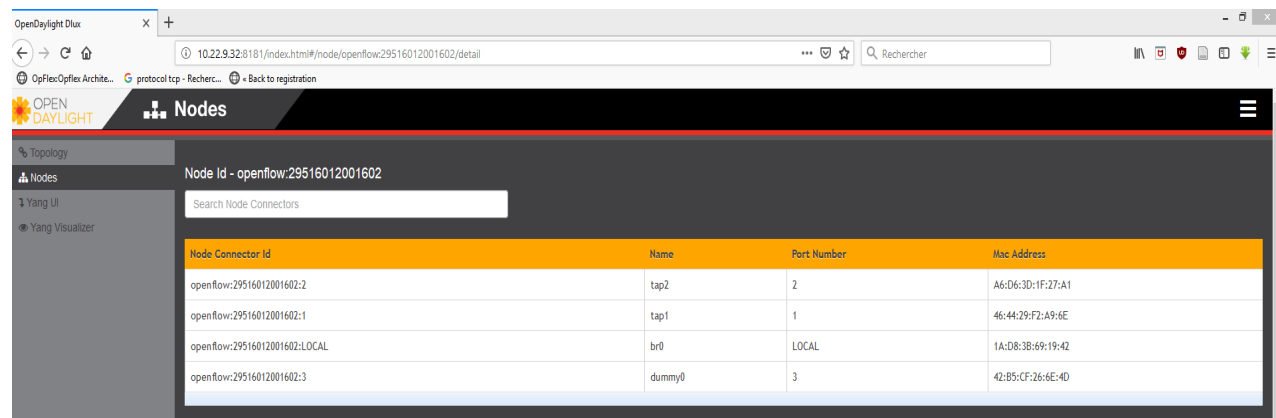 OpenDaylight Dlux
10.22.9.32:8181/index.html#/node/openflow:29516012001602/detail
Rechercher
OpFlex:Opflex Archite... protocol tcp - Recherc... « Back to registration
OPEN DAYLIGHT
Nodes
Topology
Nodes
Yang UI
Yang Visualizer
Node Id - openflow:29516012001602
Search Node Connectors
Node Connector Id Name Port Number Mac Address
openflow:29516012001602:2 tap2 2 A6:D6:3D:1F:27:A1
openflow:29516012001602:1 tap1 1 46:44:29:F2:A9:6E
openflow:29516012001602:LOCAL br0 LOCAL 1A:D8:3B:69:19:42
openflow:29516012001602:3 dummy0 3 42:B5:CF:26:6E:4D